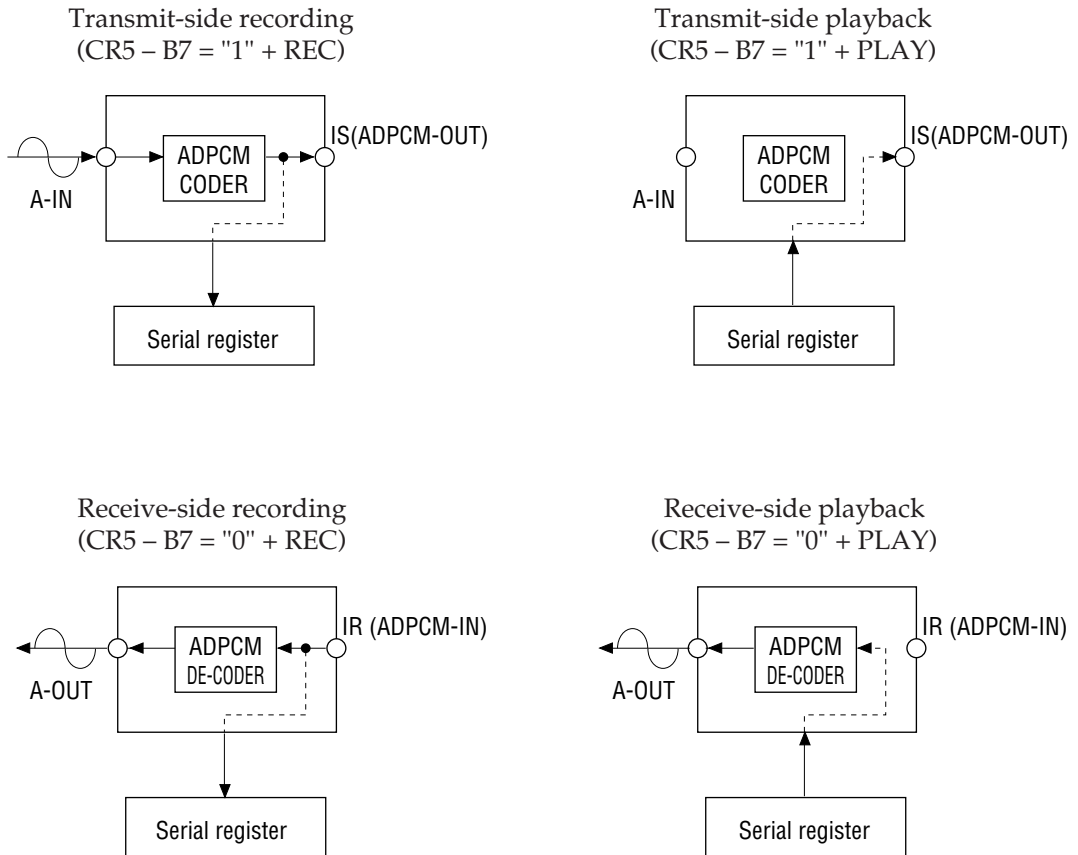 Transmit-side recording
(CR5 – B7 = "1" + REC)
A-IN
ADPCM
CODER
IS(ADPCM-OUT)
Serial register
Transmit-side playback
(CR5 – B7 = "1" + PLAY)
A-IN
ADPCM
CODER
IS(ADPCM-OUT)
Serial register
Receive-side recording
(CR5 – B7 = "0" + REC)
A-OUT
ADPCM
DE-CODER
IR (ADPCM-IN)
Serial register
Receive-side playback
(CR5 – B7 = "0" + PLAY)
A-OUT
ADPCM
DE-CODER
IR (ADPCM-IN)
Serial register